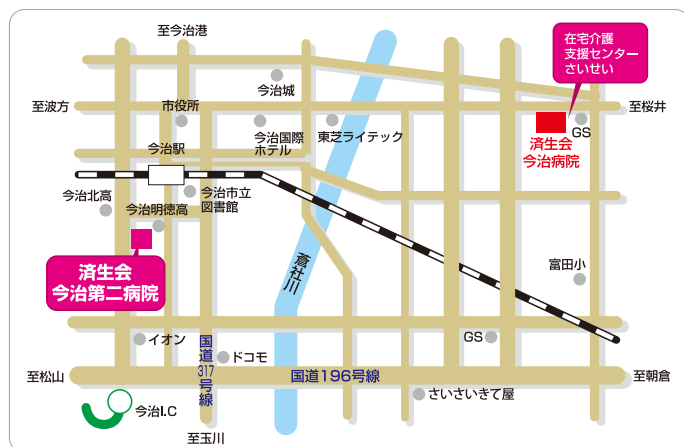 至今治港
在宅介護
支援センター
さいせい
今治城
至波方
市役所
至桜井
今治国際
ホテル
東芝ライテック
GS
済生会
今治病院
今治駅
今治北高
今治市立
図書館
今治明徳高
済生会
今治第二病院
蒼社川
富田小
イオン
国道317号線
ドコモ
GS
至松山
国道196号線
至朝倉
今治I.C
さいさいきて屋
至玉川